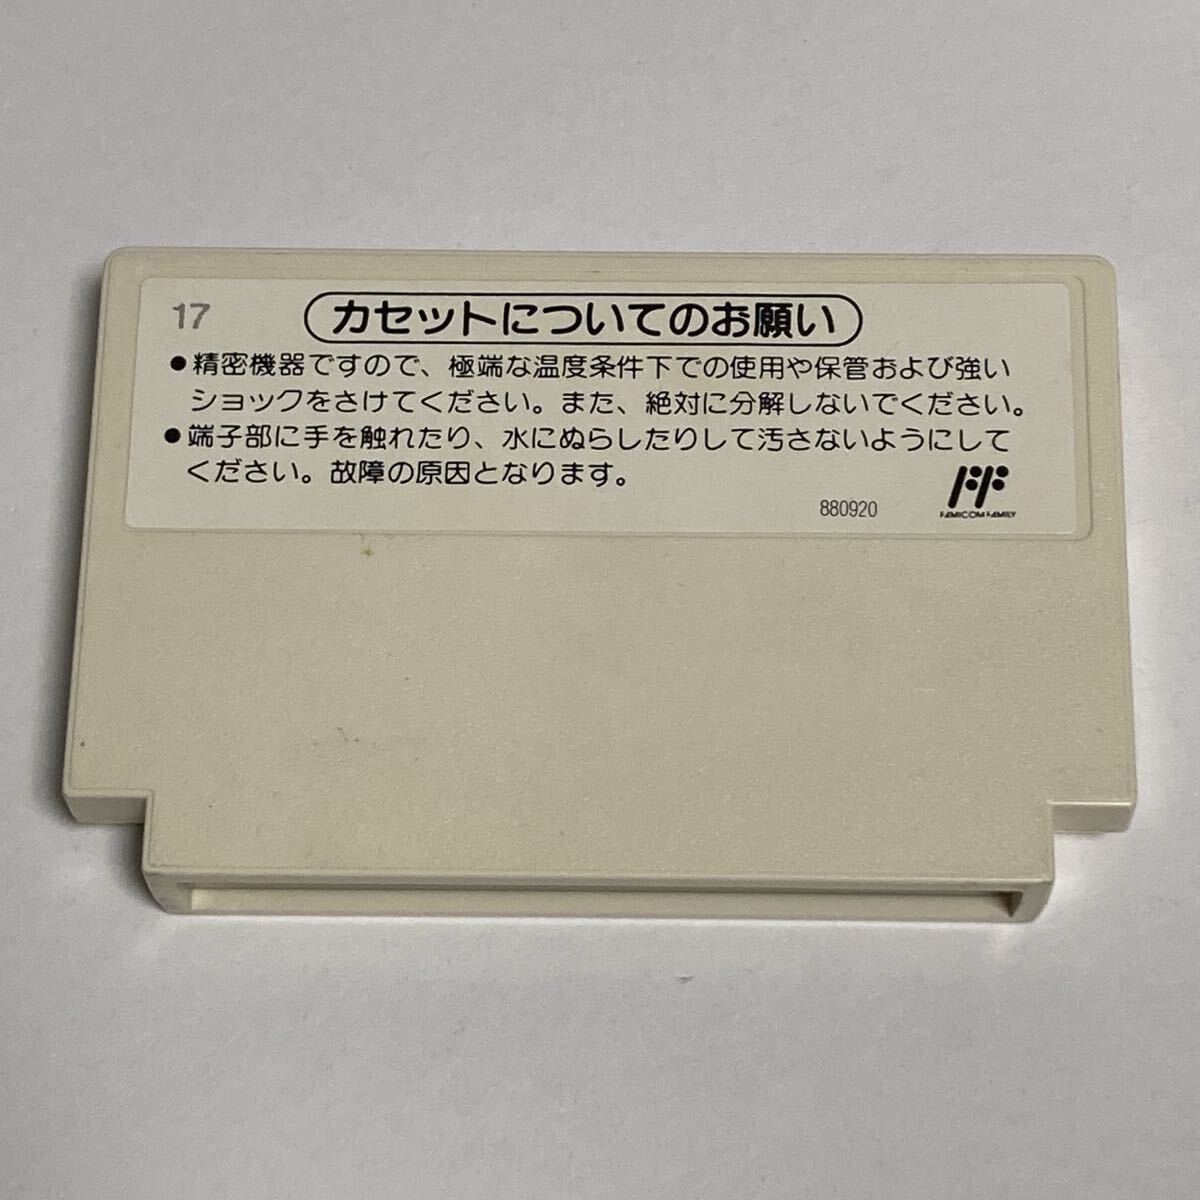 17
カセットについてのお願い
●精密機器ですので、極端な温度条件下での使用や保管および強い
ショックをさけてください。また、絶対に分解しないでください。
●端子部に手を触れたり、水にぬらしたりして汚さないようにして
ください。故障の原因となります。
880920
FAMICOM FAMILY